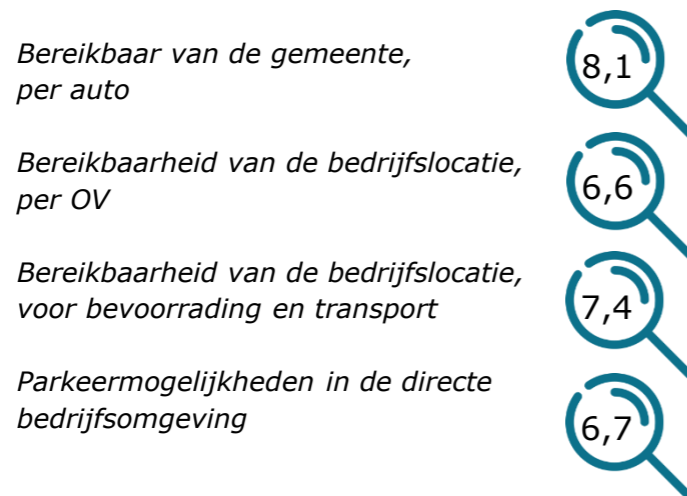 Bereikbaar van de gemeente,
per auto
8,1
Bereikbaarheid van de bedrijfslocatie,
per OV
6,6
Bereikbaarheid van de bedrijfslocatie,
voor bevoorrading en transport
7,4
Parkeermogelijkheden in de directe
bedrijfsomgeving
6,7